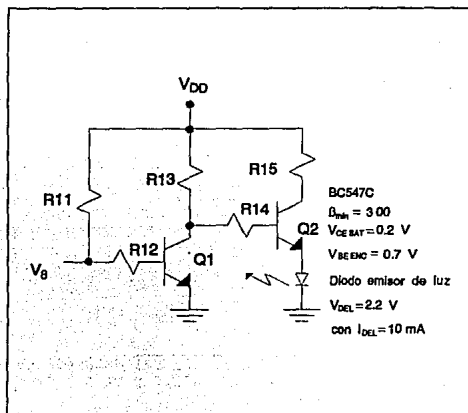 VDD
R11
R13
R15
R14
R12
Q1
Q2
V8
BC547C
βmin = 300
VCE SAT = 0.2 V
VBE ENC = 0.7 V
Diodo emisor de luz
VDEL = 2.2 V
con IDEL = 10 mA